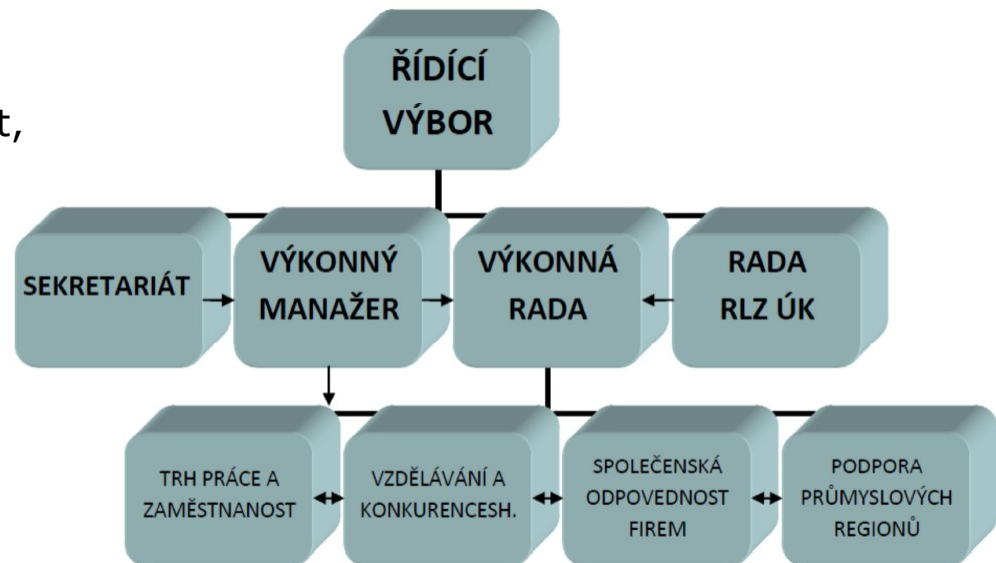 ŘÍDÍCÍ
VÝBOR
t,
SEKRETARIÁT
VÝKONNÝ
MANAŽER
VÝKONNÁ
RADA
RADA
RLZ ÚK
TRH PRÁCE A
ZAMĚSTNANOST
VZDĚLÁVÁNÍ A
KONKURENCESH.
SPOLEČENSKÁ
ODPOVEDNOST
FIREM
PODPORA
PRŮMYSLOVÝCH
REGIONŮ